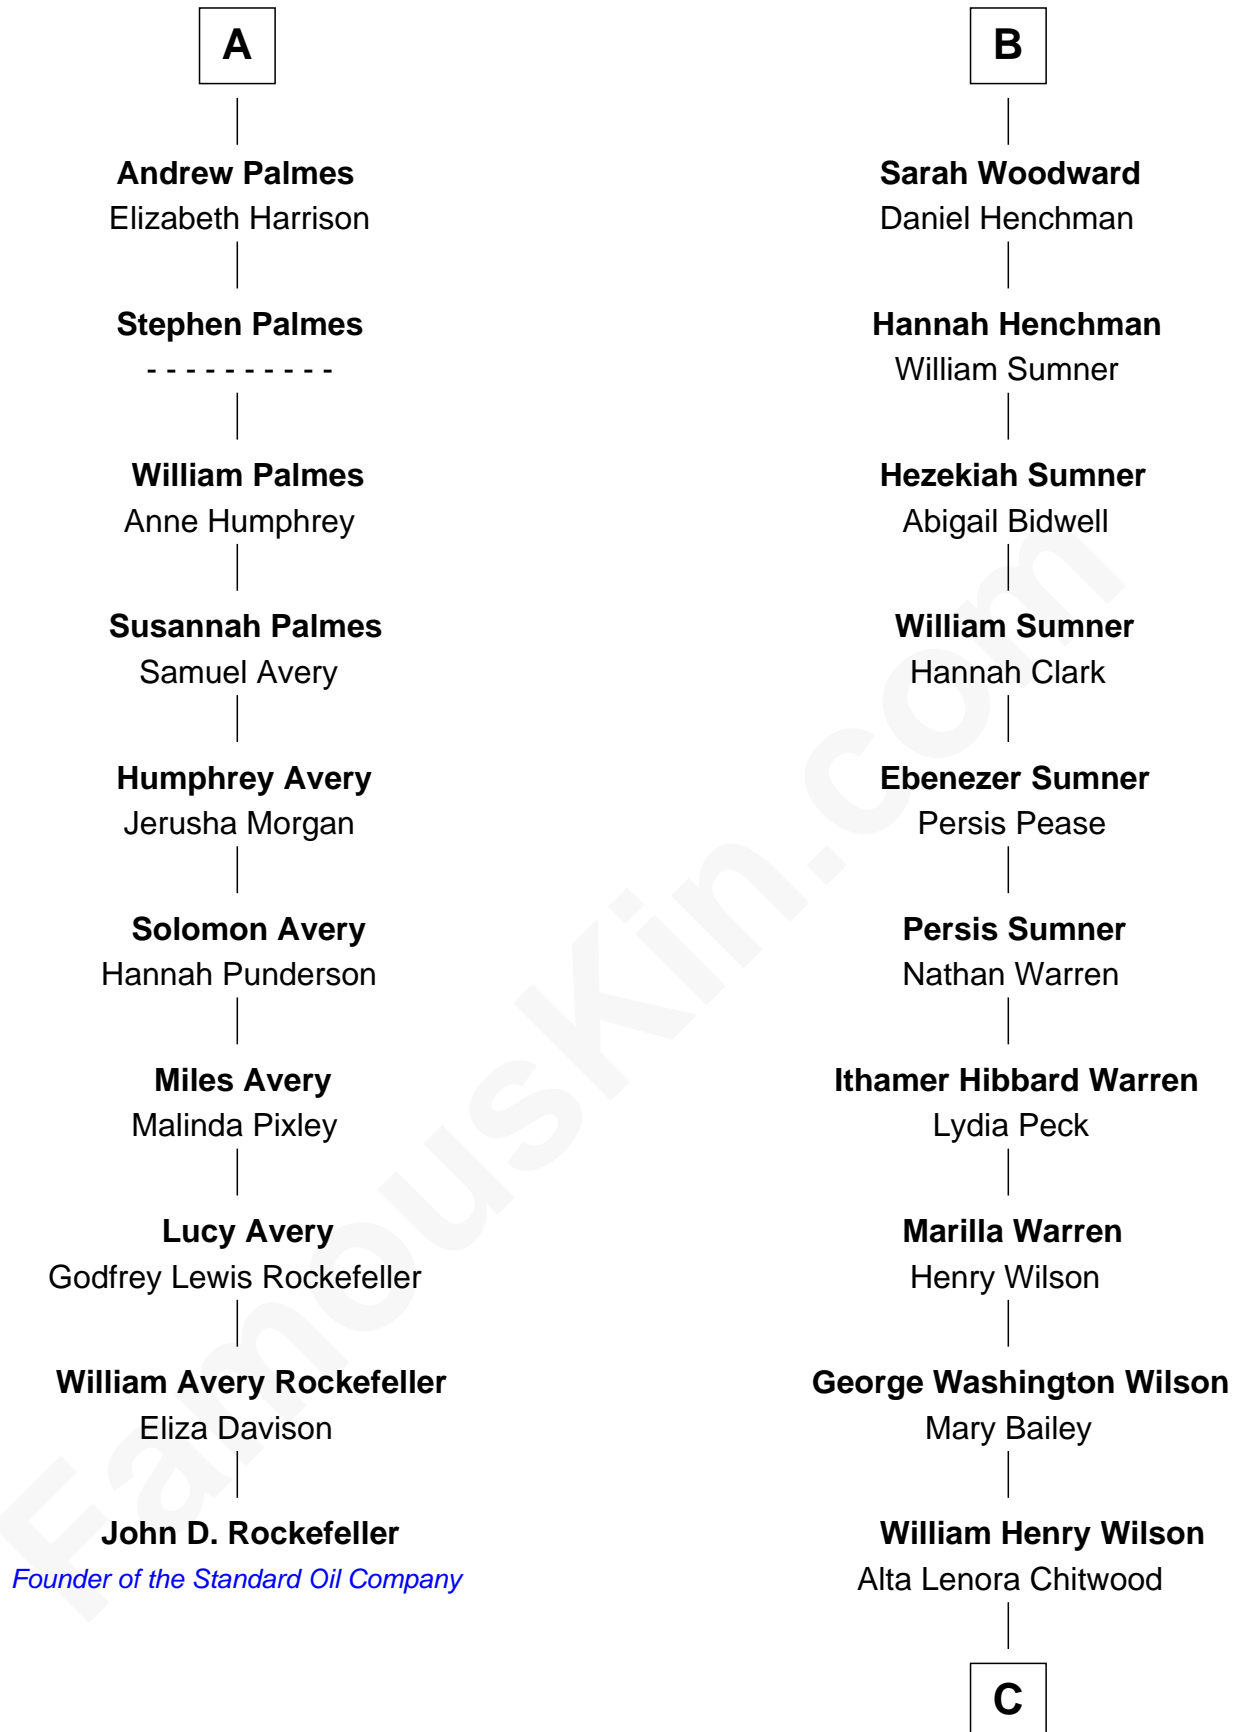 A
Andrew Palmes
Elizabeth Harrison
Stephen Palmes
- - - - - - - - - -
William Palmes
Anne Humphrey
Susannah Palmes
Samuel Avery
Humphrey Avery
Jerusha Morgan
Solomon Avery
Hannah Punderson
Miles Avery
Malinda Pixley
Lucy Avery
Godfrey Lewis Rockefeller
William Avery Rockefeller
Eliza Davison
John D. Rockefeller
Founder of the Standard Oil Company
B
Sarah Woodward
Daniel Henchman
Hannah Henchman
William Sumner
Hezekiah Sumner
Abigail Bidwell
William Sumner
Hannah Clark
Ebenezer Sumner
Persis Pease
Persis Sumner
Nathan Warren
Ithamer Hibbard Warren
Lydia Peck
Marilla Warren
Henry Wilson
George Washington Wilson
Mary Bailey
William Henry Wilson
Alta Lenora Chitwood
C
FamousKin.com